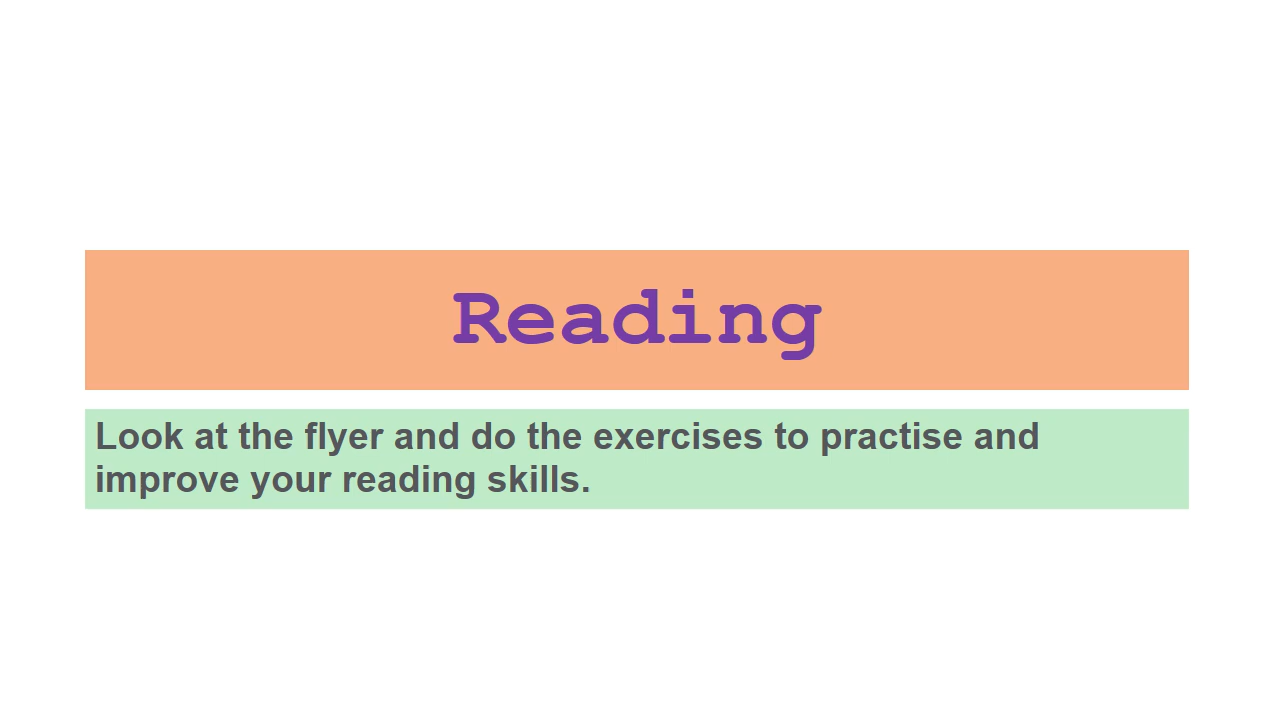 Reading
Look at the flyer and do the exercises to practise and
improve your reading skills.